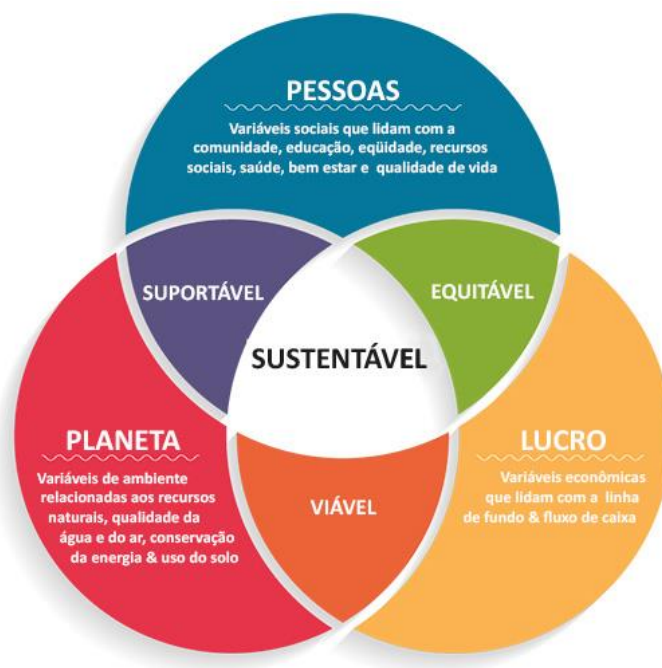 PESSOAS
Variáveis sociais que lidam com a
comunidade, educação, eqüidade, recursos
sociais, saúde, bem estar e qualidade de vida
SUPORTÁVEL
EQUITÁVEL
SUSTENTÁVEL
PLANETA
Variáveis de ambiente
relacionadas aos recursos
naturais, qualidade da
água e do ar, conservação
da energia & uso do solo
LUCRO
Variáveis econômicas
que lidam com a linha
de fundo & fluxo de caixa
VIÁVEL